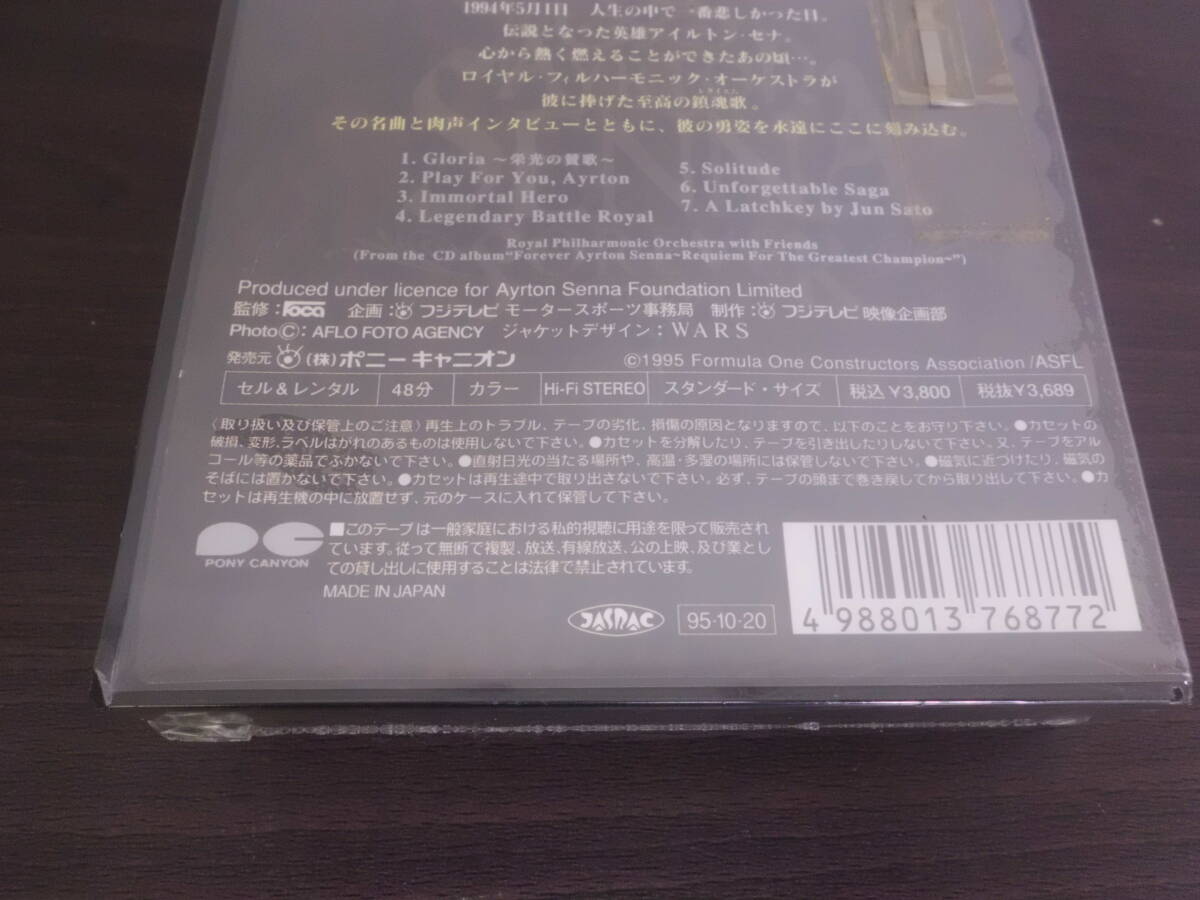 1994年5月1日 人生の中で一番悲しかった日。
伝説となった英雄アイルトン・セナ。
心から熱く燃えることができたあの頃…。
ロイヤル・フィルハーモニック・オーケストラが
彼に捧げた至高の鎮魂歌。
その名曲と肉声インタビューとともに、彼の勇姿を永遠にここに刻み込む。
1. Gloria ～栄光の賛歌～
2. Play For You, Ayrton
3. Immortal Hero
4. Legendary Battle Royal
5. Solitude
6. Unforgettable Saga
7. A Latchkey by Jun Sato
Royal Philharmonic Orchestra with Friends
(From the CD album"Forever Ayrton Senna~Requiem For The Greatest Champion~")
Produced under licence for Ayrton Senna Foundation Limited
監修：Foca 企画：フジテレビ モータースポーツ事務局 制作：フジテレビ 映像企画部
PhotoⒸ：AFLO FOTO AGENCY ジャケットデザイン：WARS
発売元 (株)ポニーキャニオン ©1995 Formula One Constructors Association /ASFL
セル&レンタル 48分 カラー Hi-Fi STEREO スタンダード・サイズ 税込￥3,800 税抜￥3,689
〈取り扱い及び保管上のご注意〉再生上のトラブル、テープの劣化、損傷の原因となりますので、以下のことをお守り下さい。●カセットの
破損、変形、ラベルはがれのあるものは使用しないで下さい。●カセットを分解したり、テープを引き出したりしないで下さい。又、テープをアル
コール等の薬品でふかないで下さい。●直射日光の当たる場所や、高温・多湿の場所には保管しないで下さい。●磁気に近づけたり、磁気の
そばには置かないで下さい。●カセットは再生途中で取り出さないで下さい。必ず、テープの頭まで巻き戻してから取り出して下さい。●カ
セットは再生機の中に放置せず、元のケースに入れて保管して下さい。
PONY CANYON
■このテープは一般家庭における私的視聴に用途を限って販売され
ています。従って無断で複製、放送、有線放送、公の上映、及び業とし
ての貸し出しに使用することは法律で禁止されています。
MADE IN JAPAN
JASRAC 95·10·20
4 988013 768772